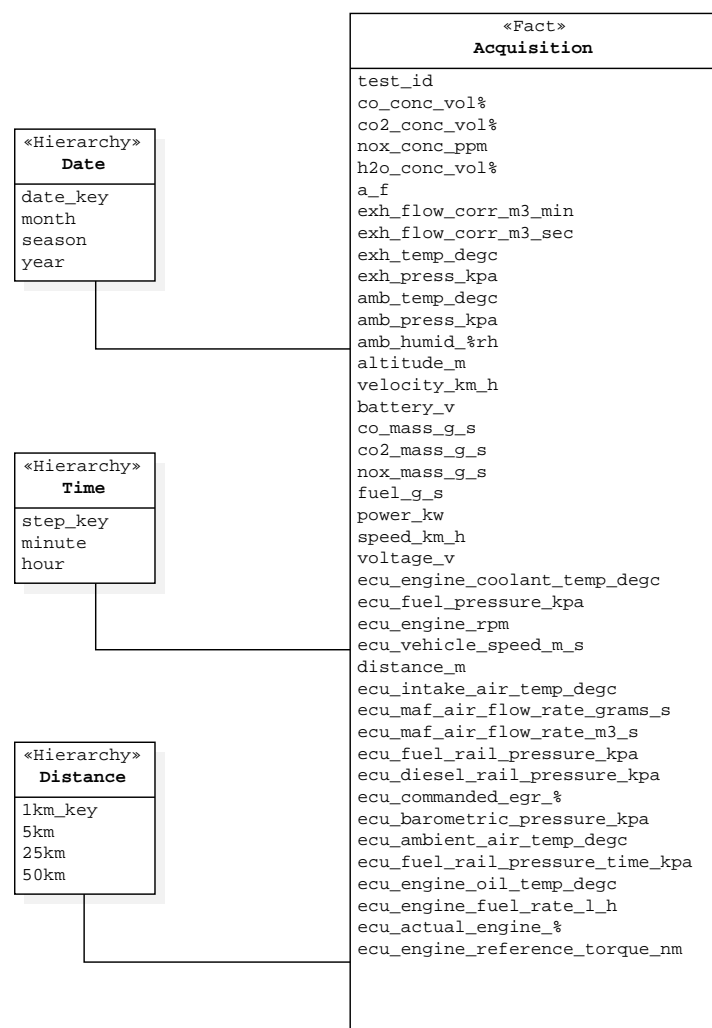 «Fact»
Acquisition
test_id
co_conc_vol%
co2_conc_vol%
nox_conc_ppm
h2o_conc_vol%
a_f
exh_flow_corr_m3_min
exh_flow_corr_m3_sec
exh_temp_degc
exh_press_kpa
amb_temp_degc
amb_press_kpa
amb_humid_%rh
altitude_m
velocity_km_h
battery_v
co_mass_g_s
co2_mass_g_s
nox_mass_g_s
fuel_g_s
power_kw
speed_km_h
voltage_v
ecu_engine_coolant_temp_degc
ecu_fuel_pressure_kpa
ecu_engine_rpm
ecu_vehicle_speed_m_s
distance_m
ecu_intake_air_temp_degc
ecu_maf_air_flow_rate_grams_s
ecu_maf_air_flow_rate_m3_s
ecu_fuel_rail_pressure_kpa
ecu_diesel_rail_pressure_kpa
ecu_commanded_egr_%
ecu_barometric_pressure_kpa
ecu_ambient_air_temp_degc
ecu_fuel_rail_pressure_time_kpa
ecu_engine_oil_temp_degc
ecu_engine_fuel_rate_l_h
ecu_actual_engine_%
ecu_engine_reference_torque_nm
«Hierarchy»
Date
date_key
month
season
year
«Hierarchy»
Time
step_key
minute
hour
«Hierarchy»
Distance
1km_key
5km
25km
50km